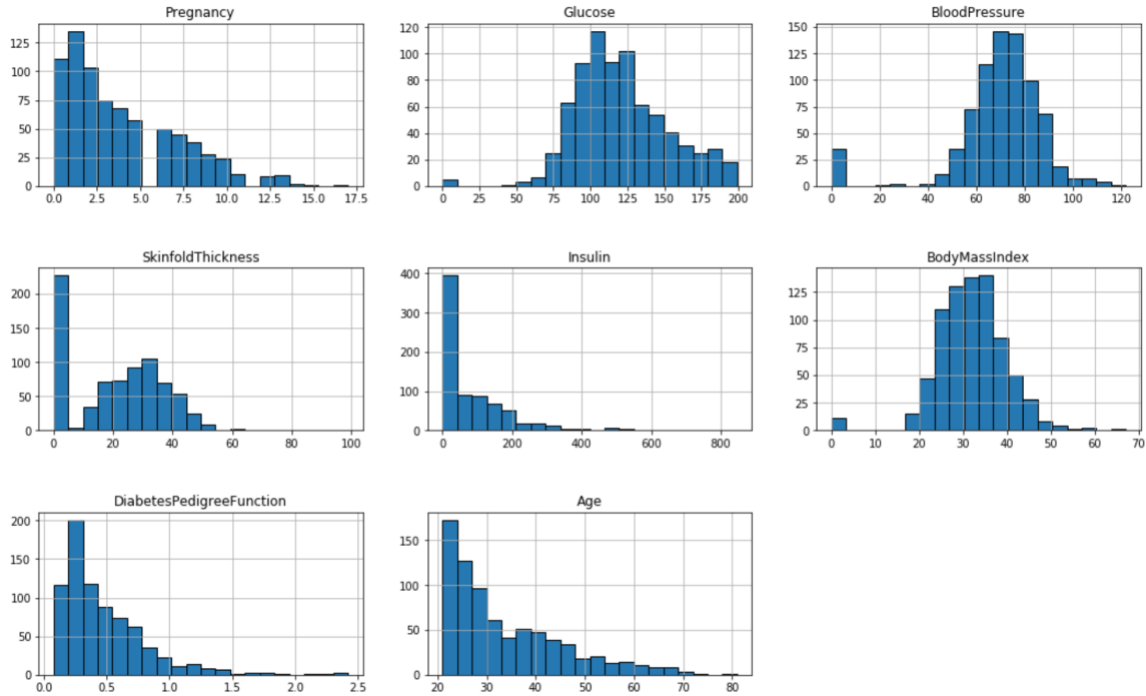 Pregnancy
125
100
75
50
25
0
0.0 2.5 5.0 7.5 10.0 12.5 15.0 17.5
Glucose
120
100
80
60
40
20
0
0 25 50 75 100 125 150 175 200
BloodPressure
150
125
100
75
50
25
0
0 20 40 60 80 100 120
SkinfoldThickness
200
150
100
50
0
0 20 40 60 80 100
Insulin
400
300
200
100
0
0 200 400 600 800
BodyMassIndex
125
100
75
50
25
0
0 10 20 30 40 50 60 70
DiabetesPedigreeFunction
200
150
100
50
0
0.0 0.5 1.0 1.5 2.0 2.5
Age
150
100
50
0
20 30 40 50 60 70 80